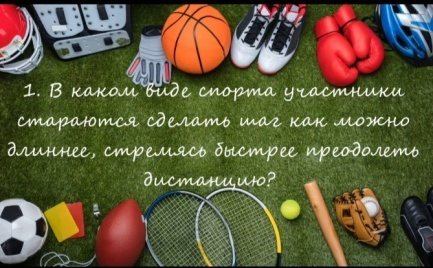 1. В каком виде спорта участники
стараются сделать шаг как можно
длиннее, стремясь быстрее преодолеть
дистанцию?